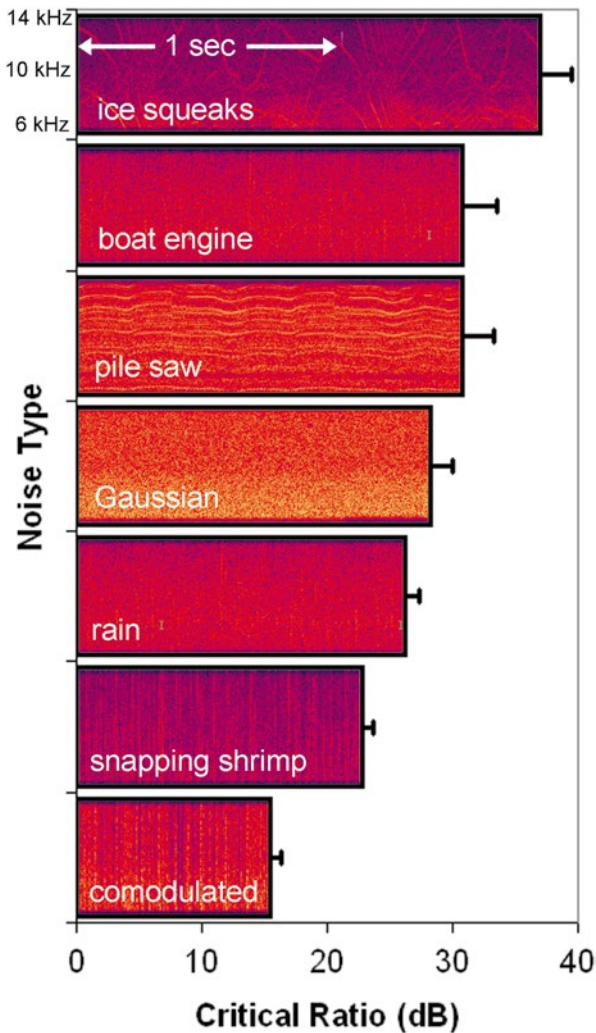 14 kHz
1 sec
10 kHz
ice squeaks
6 kHz
boat engine
pile saw
Gaussian
Noise Type
rain
snapping shrimp
comodulated
0 10 20 30 40
Critical Ratio (dB)